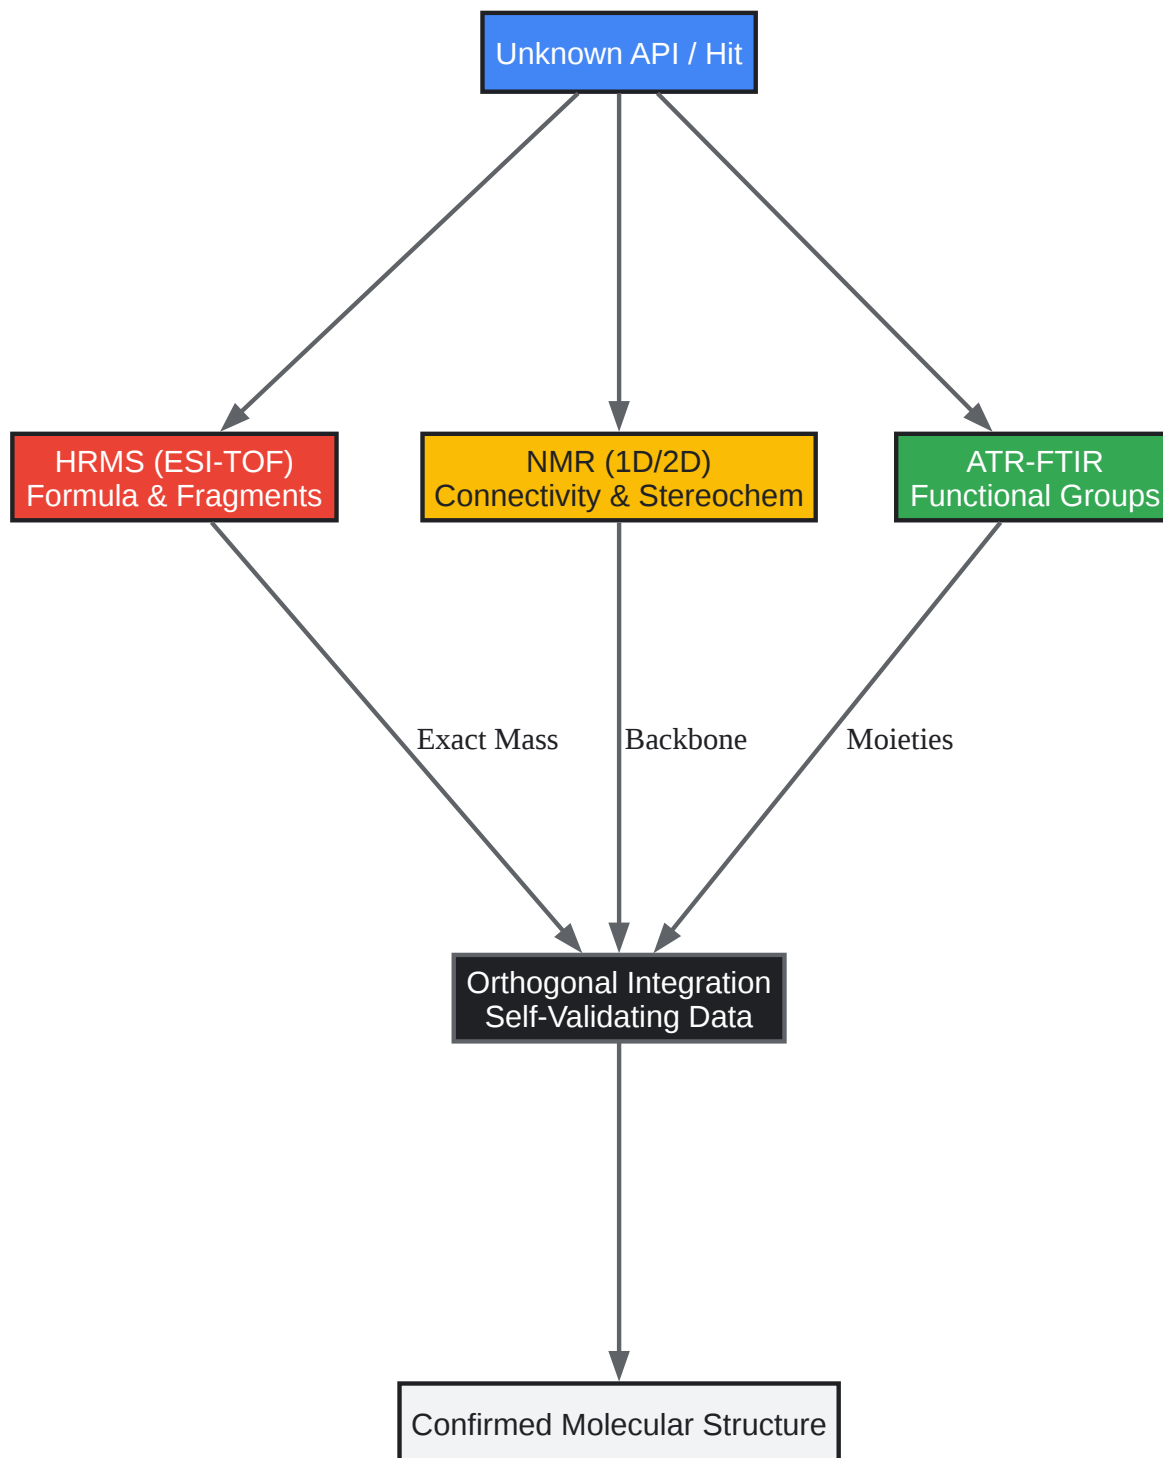 Unknown API / Hit
HRMS (ESI-TOF)
Formula & Fragments
NMR (1D/2D)
Connectivity & Stereochem
ATR-FTIR
Functional Groups
Exact Mass
Backbone
Moieties
Orthogonal Integration
Self-Validating Data
Confirmed Molecular Structure